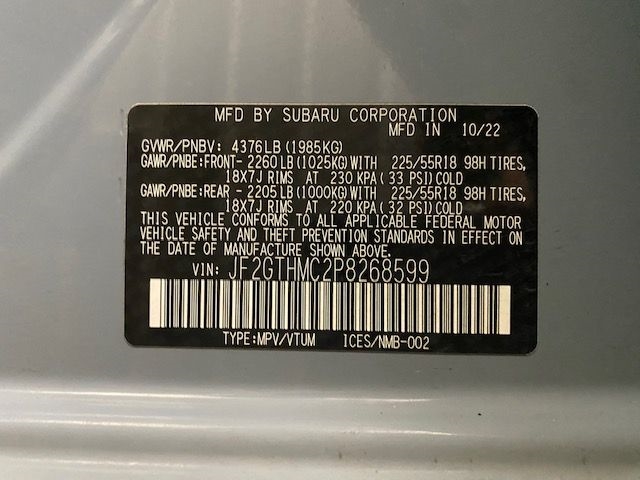 MFD BY SUBARU CORPORATION
MFD IN 10/22
GVWR/PNBV: 4376LB(1985KG)
GAWR/PNBE:FRONT- 2260LB(1025KG)WITH 225/55R18 98H TIRES,
18X7J RIMS AT 230 KPA(33 PSI)COLD
GAWR/PNBE:REAR - 2205LB(1000KG)WITH 225/55R18 98H TIRES,
18X7J RIMS AT 220 KPA(32 PSI)COLD
THIS VEHICLE CONFORMS TO ALL APPLICABLE FEDERAL MOTOR
VEHICLE SAFETY AND THEFT PREVENTION STANDARDS IN EFFECT ON
THE DATE OF MANUFACTURE SHOWN ABOVE.
VIN: JF2GTHMC2P8268599
TYPE:MPV/VTUM ICES/NMB-002